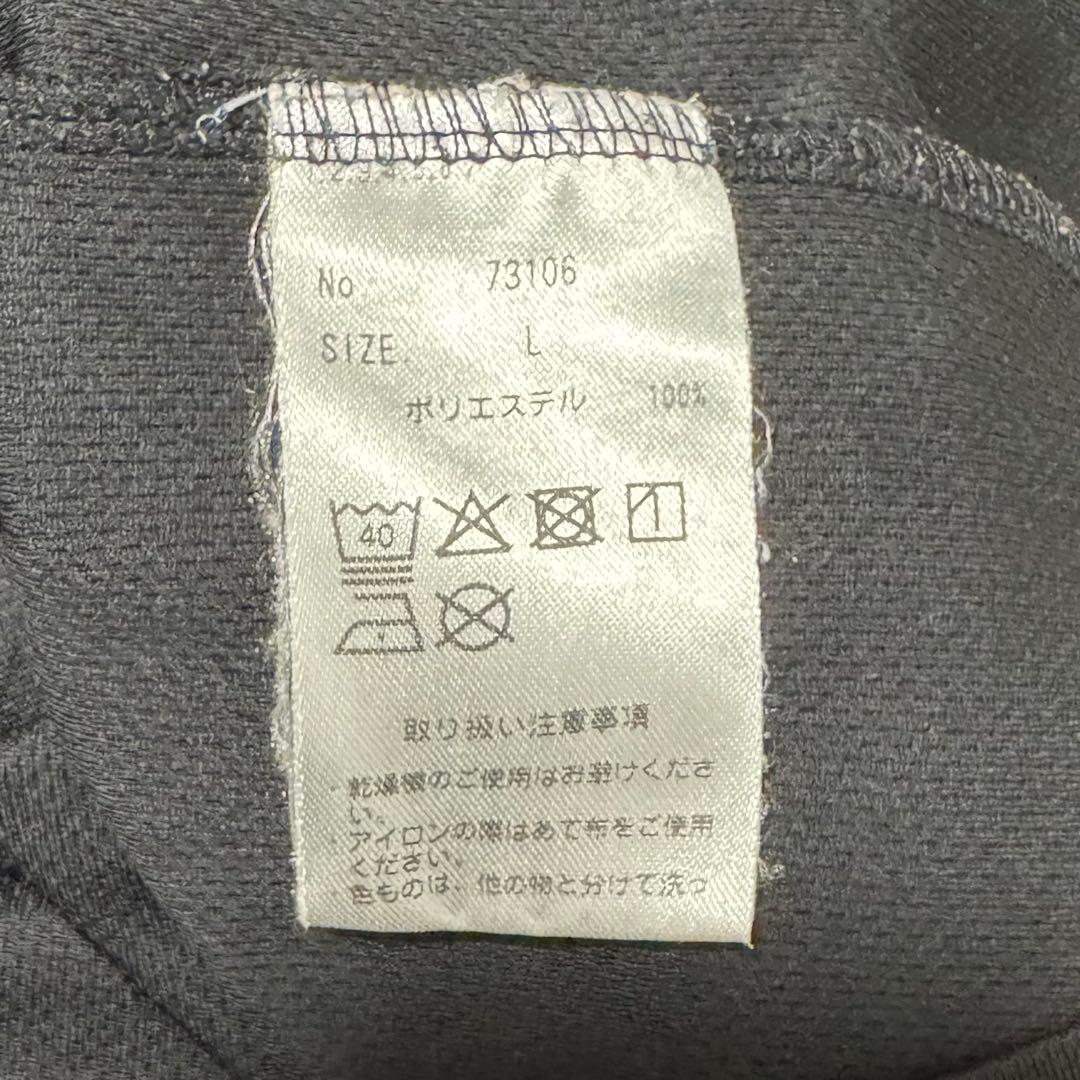 No 73106
SIZE. L
ポリエステル 100%
40
取り扱い注意事項
・乾燥機のご使用はお避けくださ
い。
・アイロンの際はあて布をご使用
ください。
・色ものは、他の物と分けて洗っ